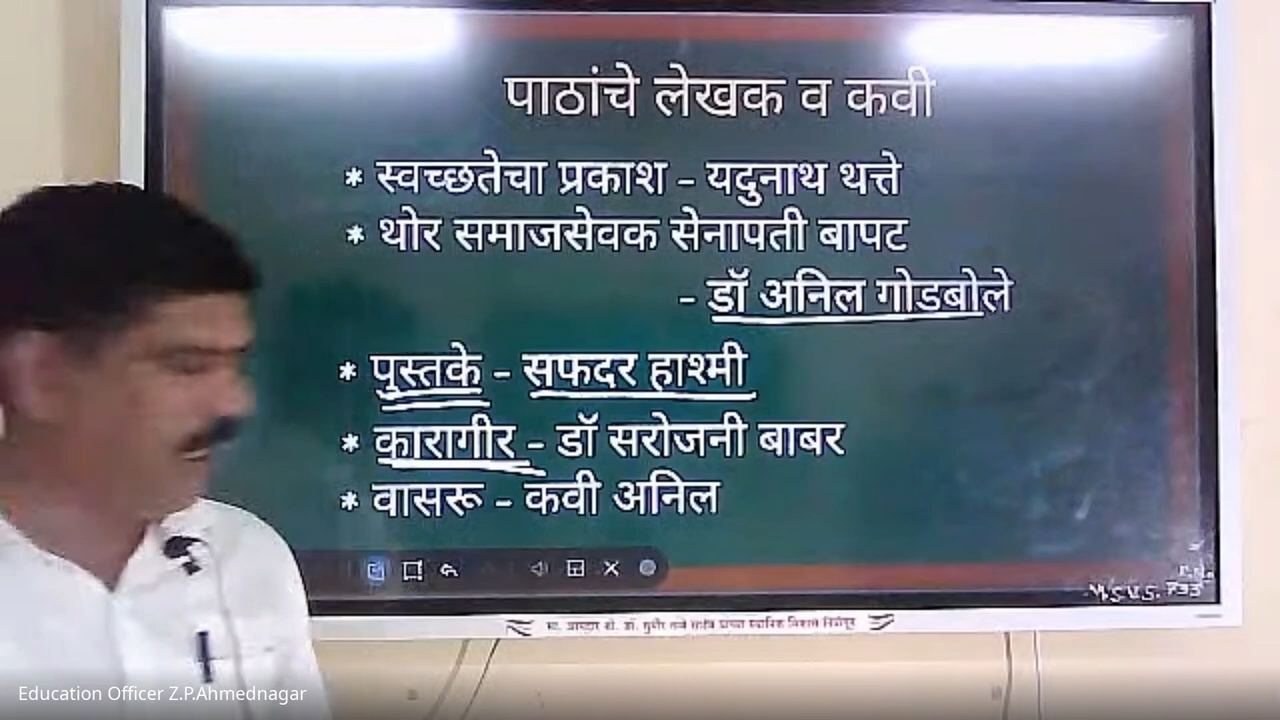 पाठांचे लेखक व कवी
* स्वच्छतेचा प्रकाश - यदुनाथ थत्ते
* थोर समाजसेवक सेनापती बापट
- डॉ अनिल गोडबोले
* पुस्तके - सफदर हाश्मी
* कारागीर - डॉ सरोजनी बाबर
* वासरू - कवी अनिल
Education Officer Z.P.Ahmednagar